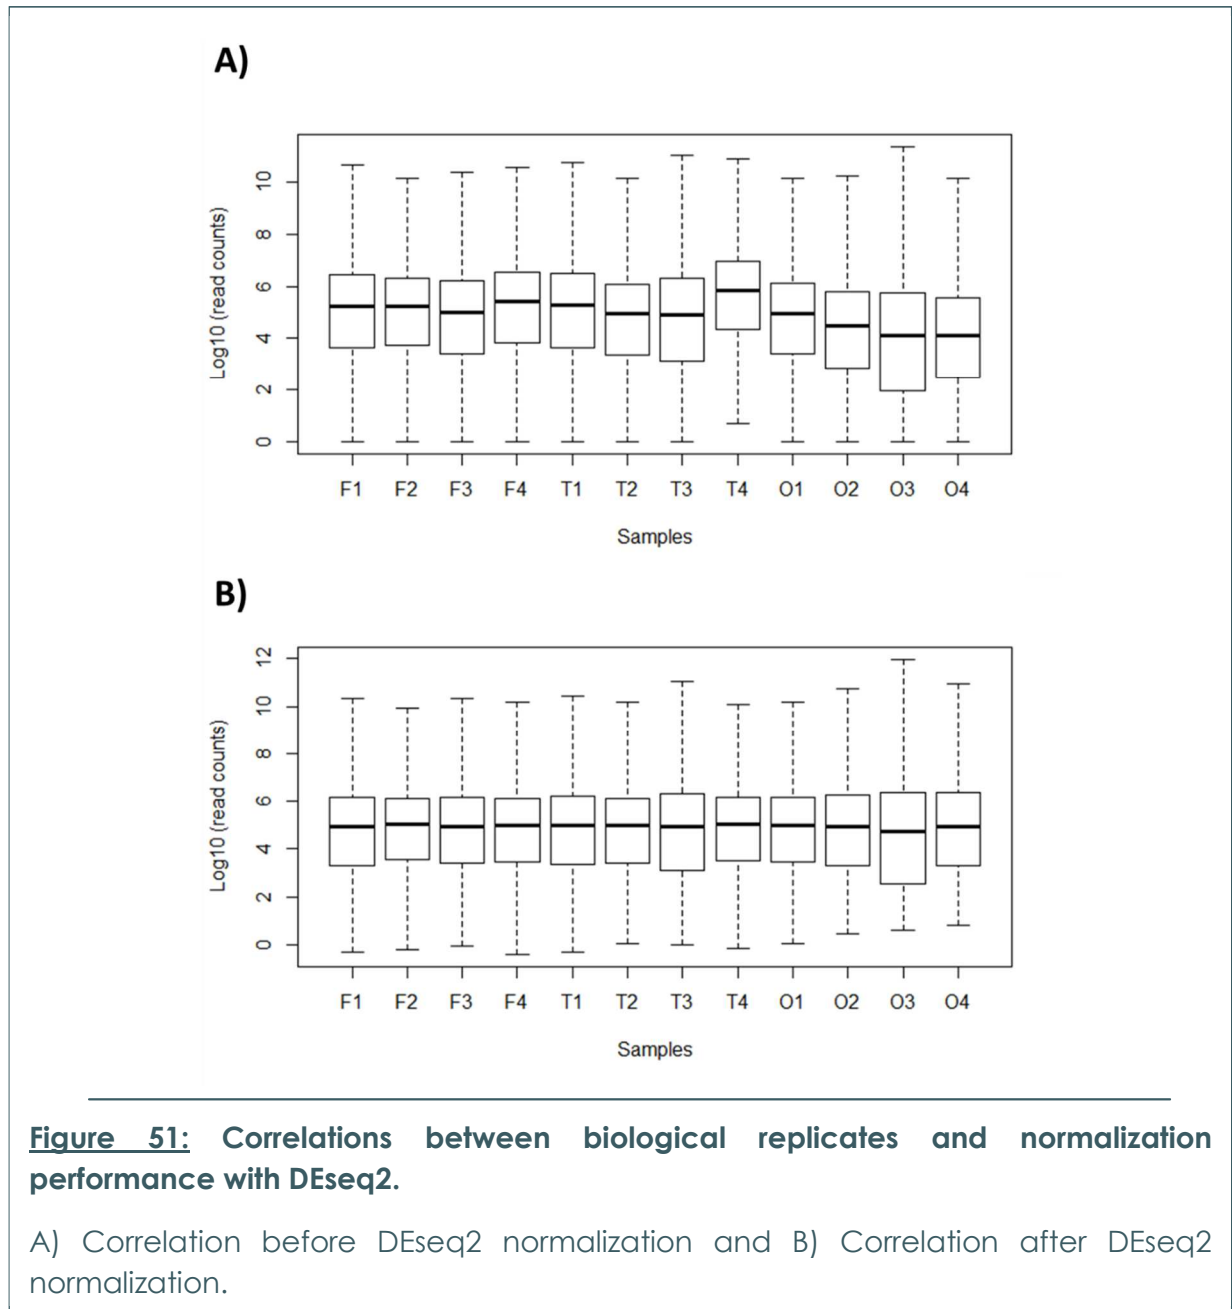 A)
10
8
6
4
2
0
Log10 (read counts)
F1 F2 F3 F4 T1 T2 T3 T4 O1 O2 O3 O4
Samples
B)
12
10
8
6
4
2
0
Log10 (read counts)
F1 F2 F3 F4 T1 T2 T3 T4 O1 O2 O3 O4
Samples
Figure 51: Correlations between biological replicates and normalization
performance with DEseq2.
A) Correlation before DEseq2 normalization and B) Correlation after DEseq2
normalization.